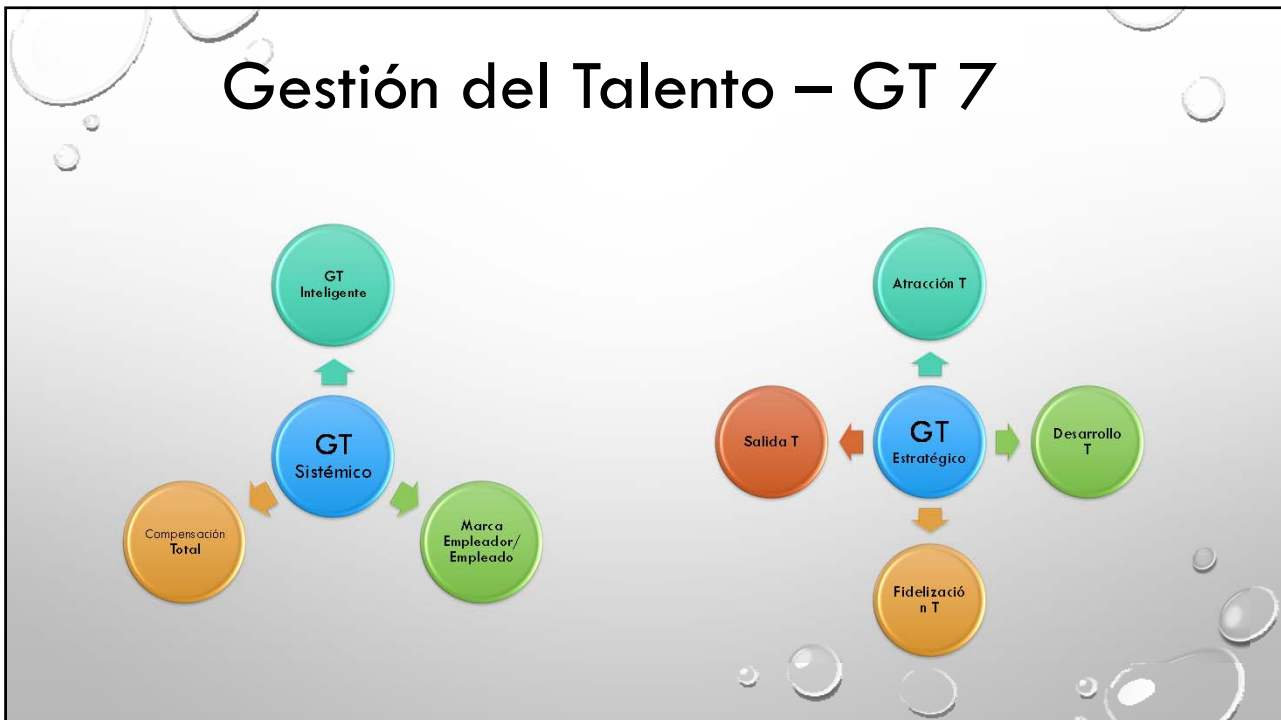 Gestión del Talento – GT 7
GT
Inteligente
GT
Sistémico
Compensación
Total
Marca
Empleador/
Empleado
Atracción T
Salida T
GT
Estratégico
Desarrollo
T
Fidelizació
n T